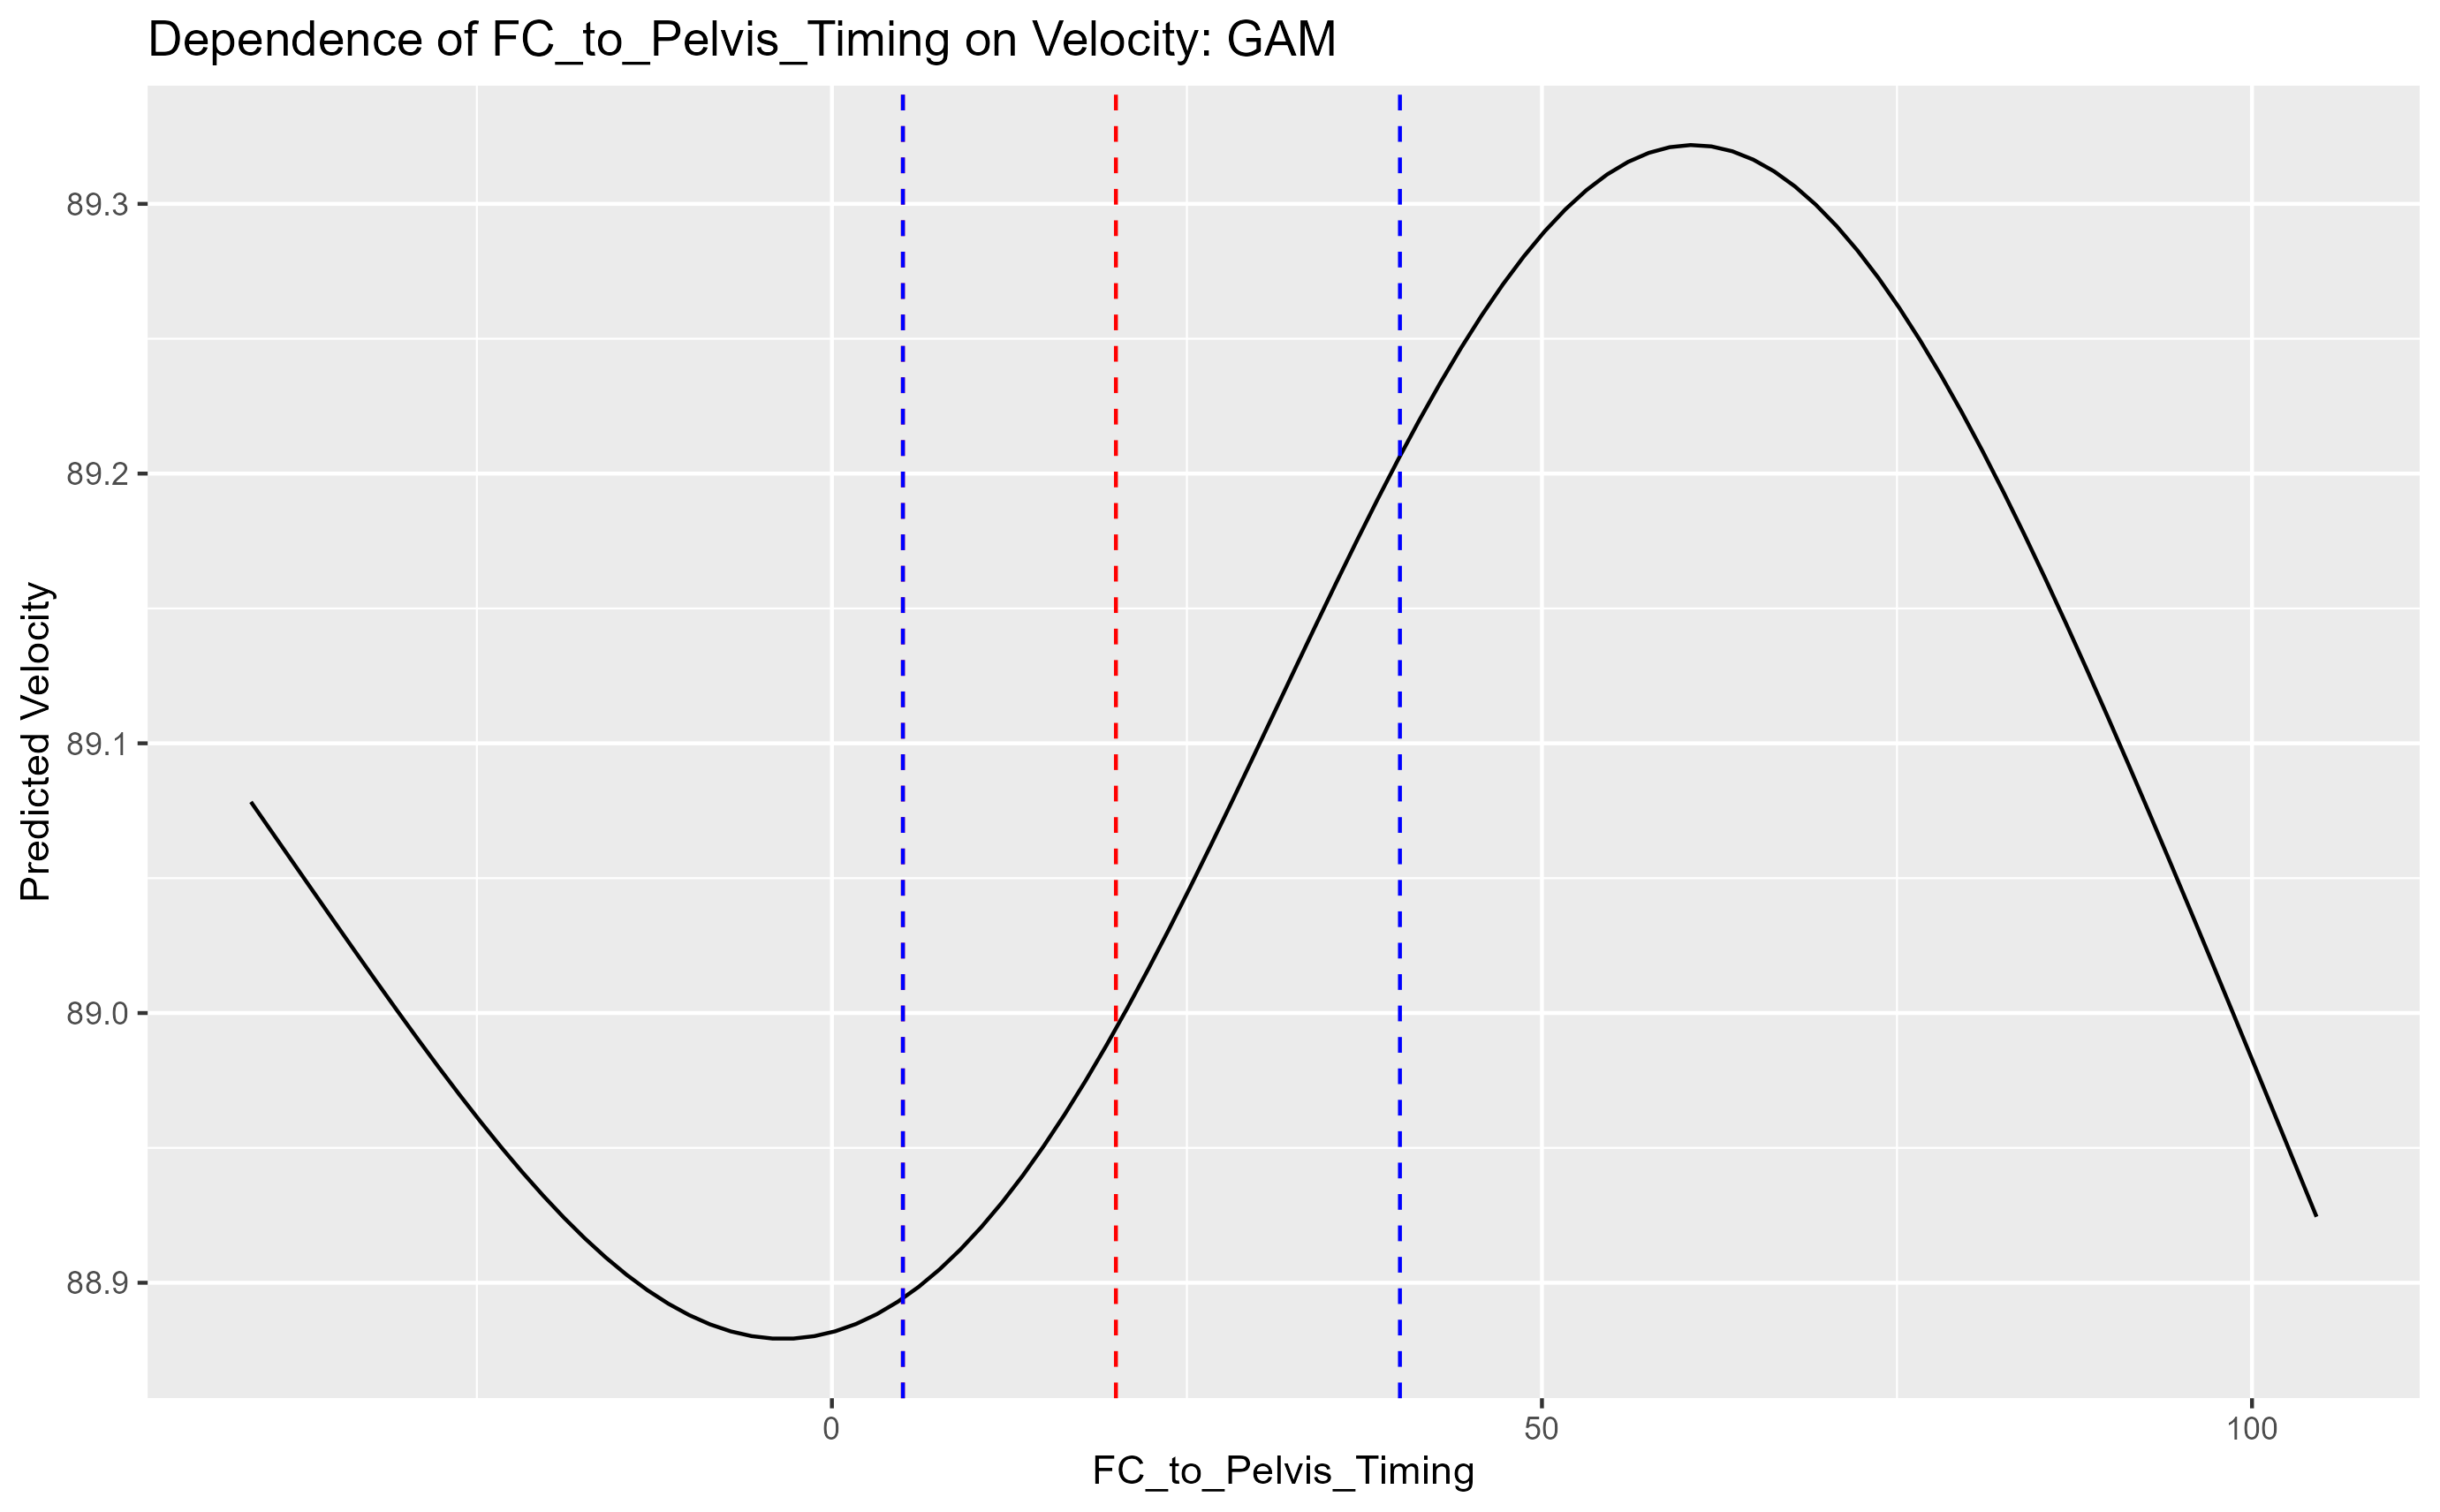 Dependence of FC_to_Pelvis_Timing on Velocity: GAM
Predicted Velocity
89.3
89.2
89.1
89.0
88.9
0
50
100
FC_to_Pelvis_Timing